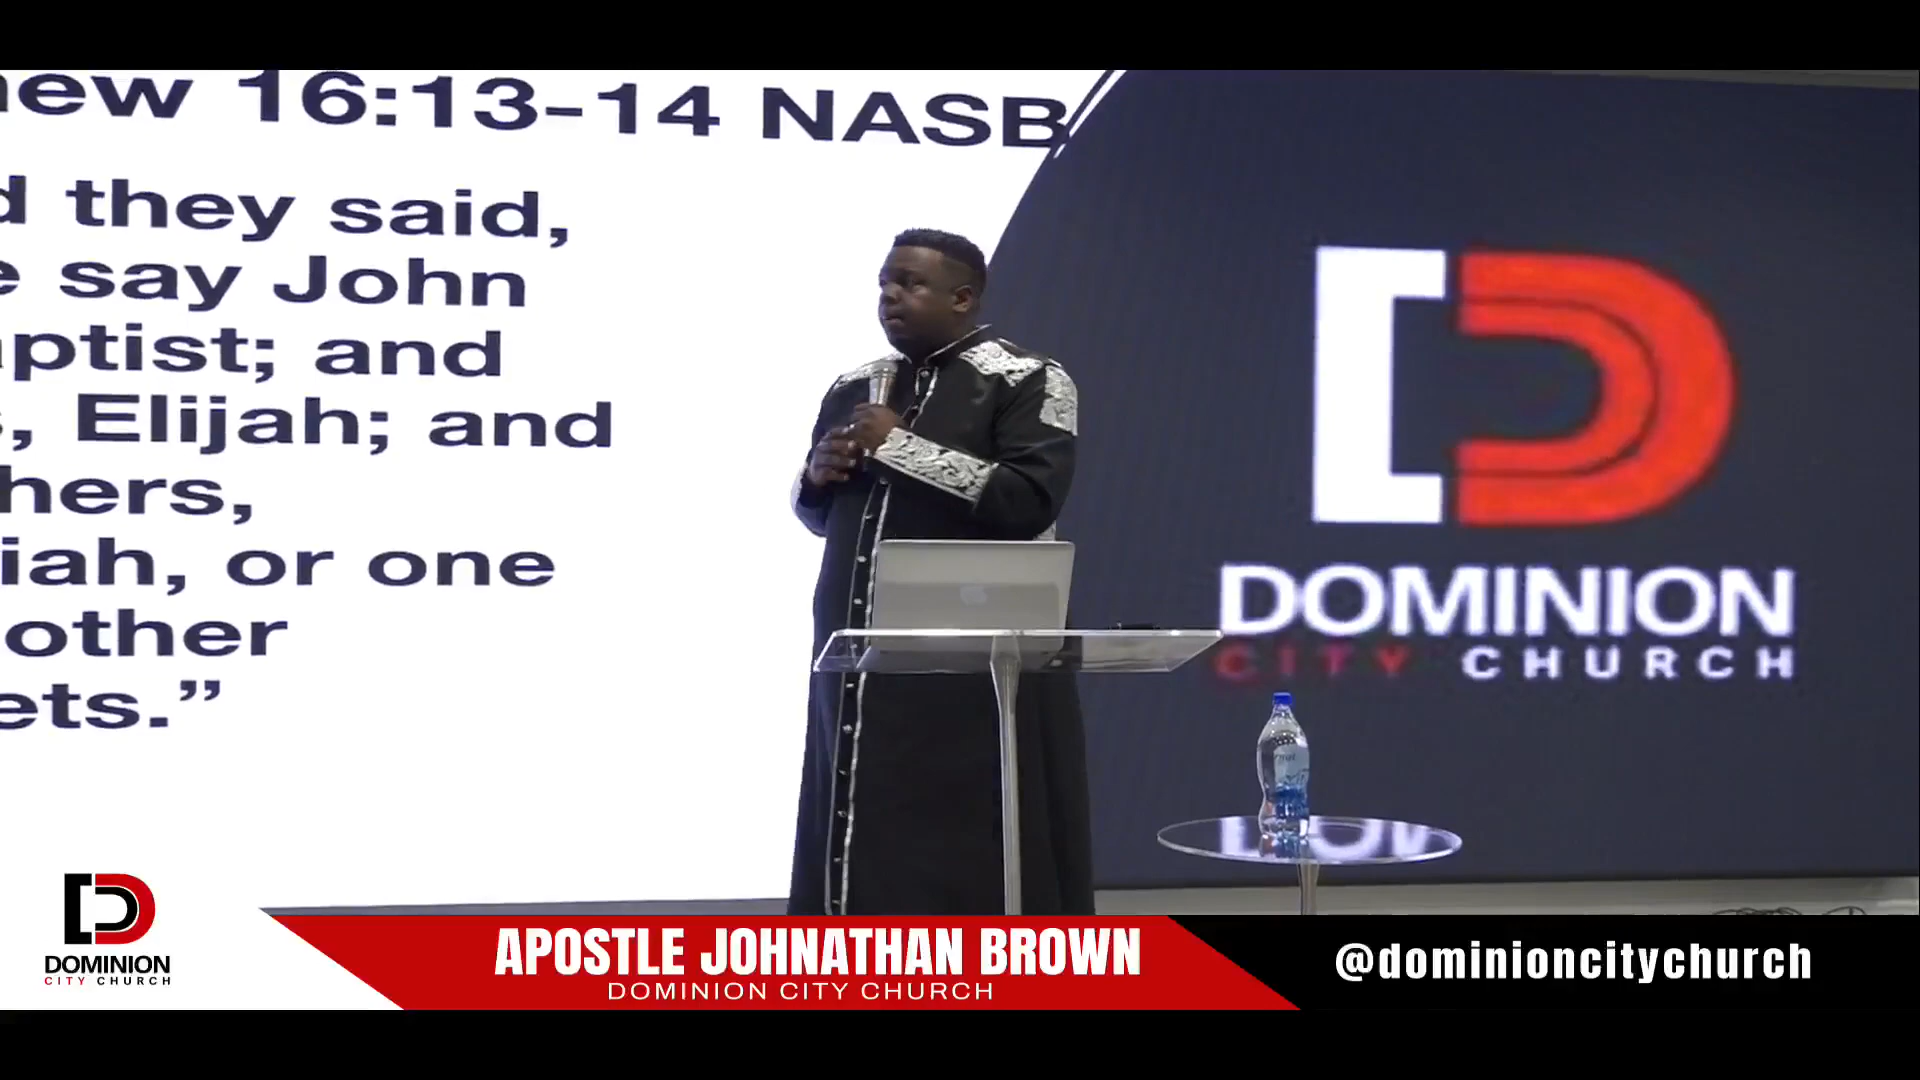 new 16:13-14 NASB
d they said,
e say John
aptist; and
s, Elijah; and
hers,
iah, or one
other
ets.”
DOMINION
CITY CHURCH
DOMINION
CITY CHURCH
APOSTLE JOHNATHAN BROWN
DOMINION CITY CHURCH
@dominioncitychurch